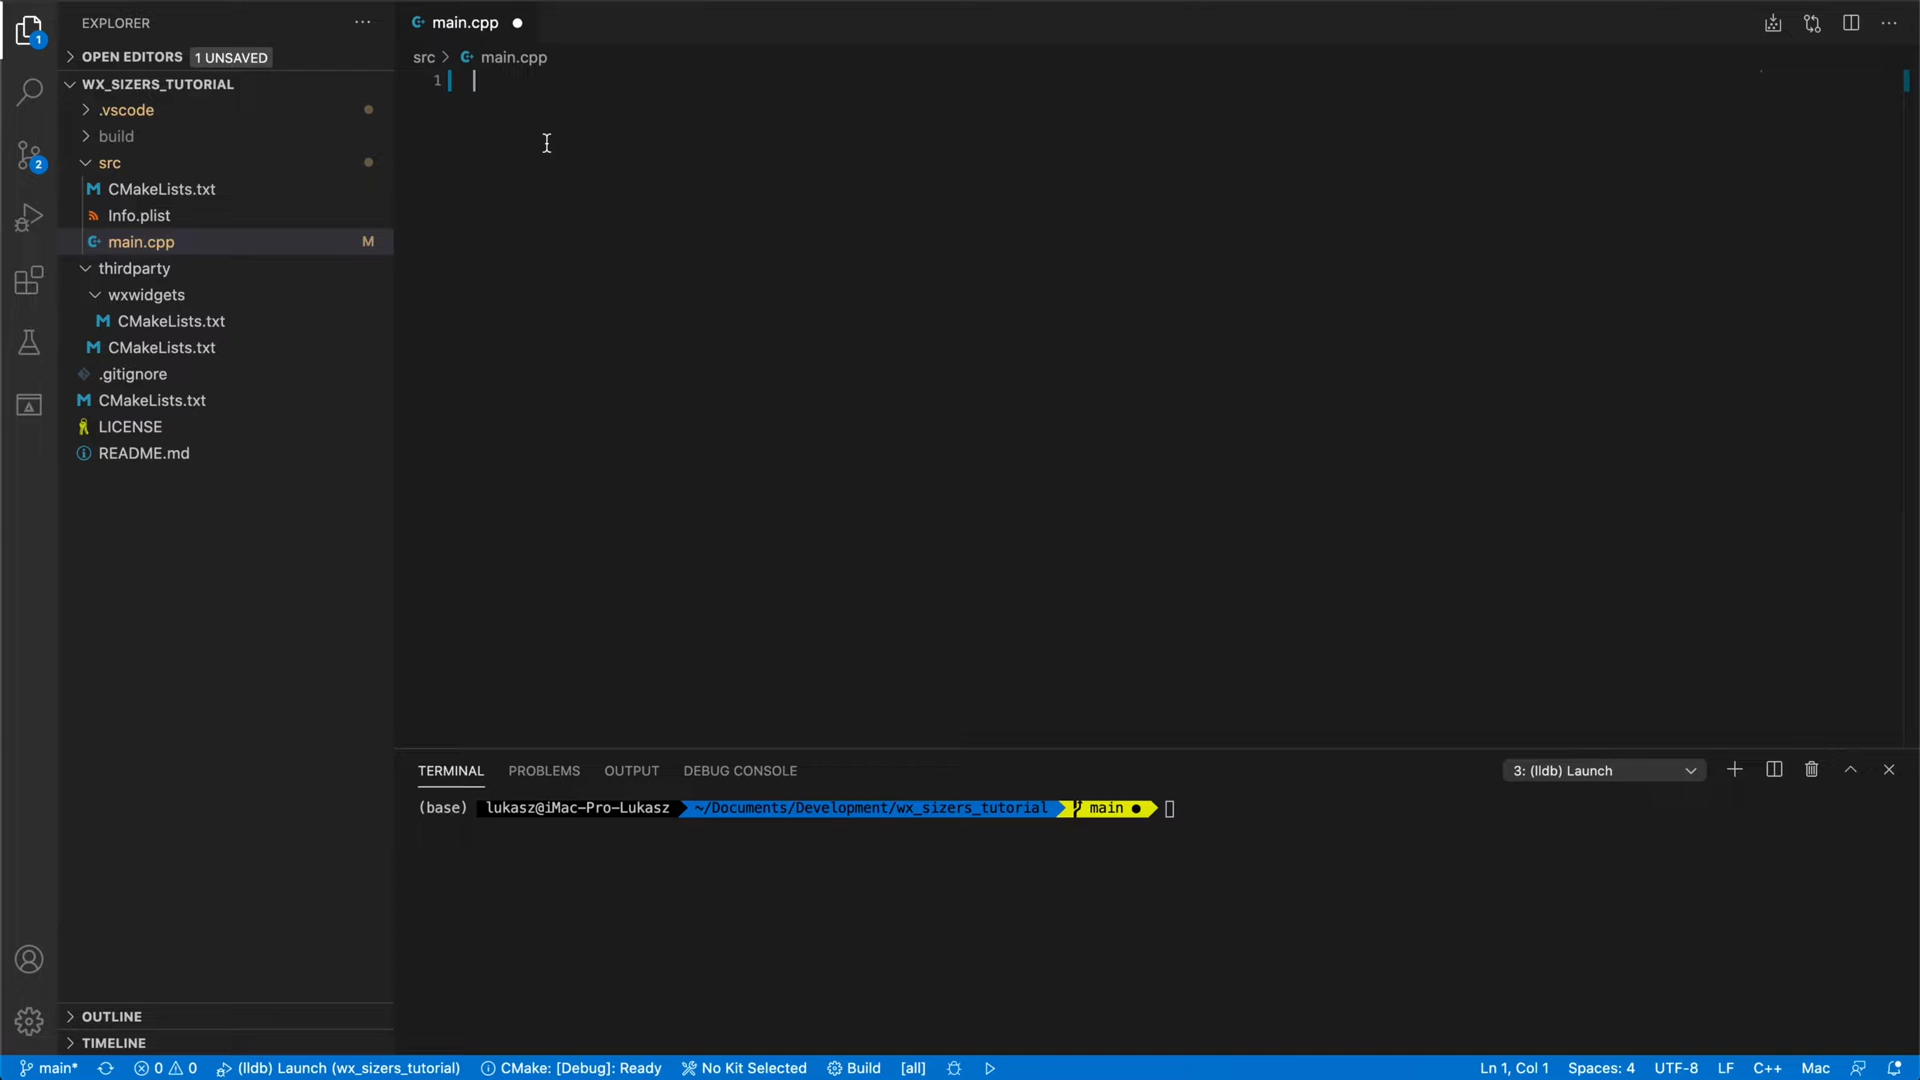 EXPLORER
OPEN EDITORS 1 UNSAVED
WX_SIZERS_TUTORIAL
.vscode
build
src
CMakeLists.txt
Info.plist
main.cpp M
thirdparty
wxwidgets
CMakeLists.txt
CMakeLists.txt
.gitignore
CMakeLists.txt
LICENSE
README.md
OUTLINE
TIMELINE
1
2
main.cpp
src > main.cpp
1
TERMINAL PROBLEMS OUTPUT DEBUG CONSOLE
3: (lldb) Launch
(base) lukasz@iMac-Pro-Lukasz ~/Documents/Development/wx_sizers_tutorial main ●
main* 0 0 (lldb) Launch (wx_sizers_tutorial) CMake: [Debug]: Ready No Kit Selected Build [all] Ln 1, Col 1 Spaces: 4 UTF-8 LF C++ Mac